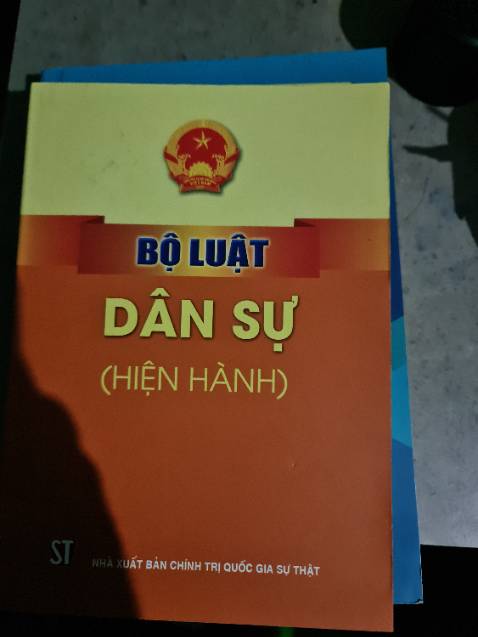 BỘ LUẬT
DÂN SỰ
(HIỆN HÀNH)
ST
NHÀ XUẤT BẢN CHÍNH TRỊ QUỐC GIA SỰ THẬT